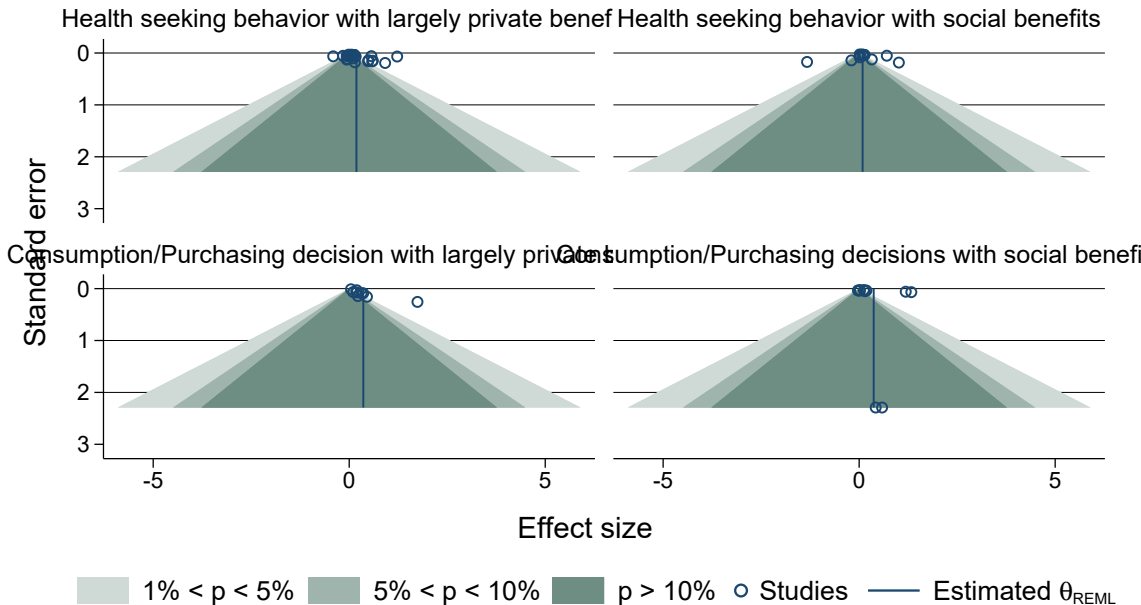 Health seeking behavior with largely private benef
Health seeking behavior with social benefits
0
1
2
3
Consumption/Purchasing decision with largely private
Consumption/Purchasing decisions with social benefi
0
1
2
3
-5
0
5
-5
0
5
Standard error
Effect size
1% < p < 5%
5% < p < 10%
p > 10%
Studies
Estimated θREML